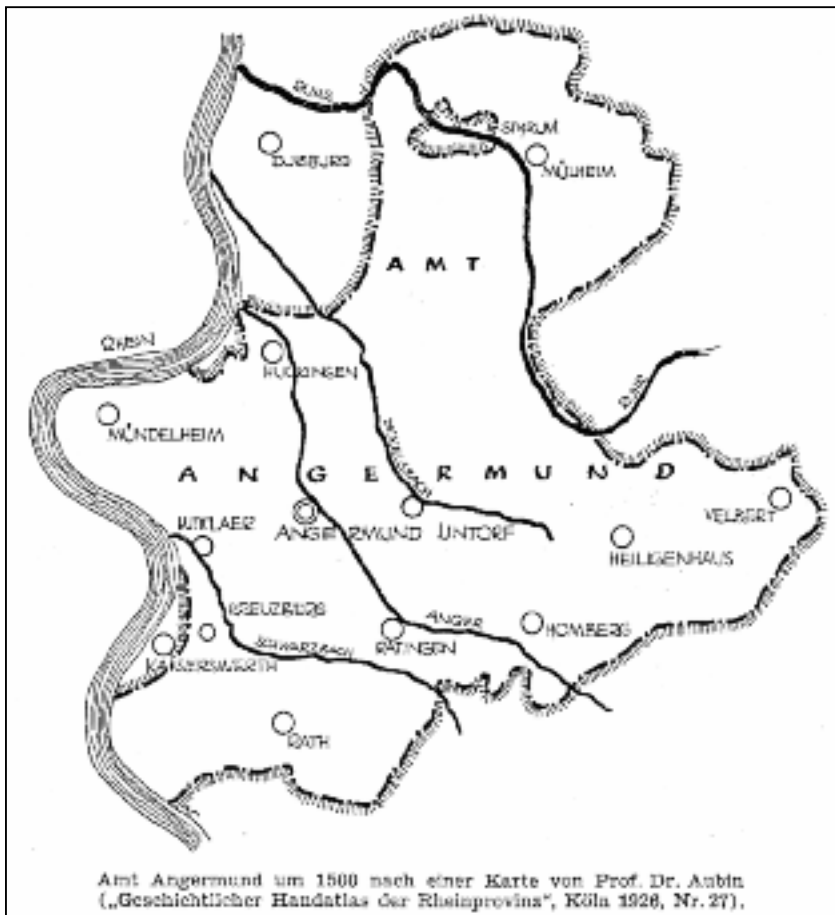 RUHR
STYRUM
DUISBURG
MÜLHEIM
AMT
RHEIN
HUCKINGEN
MÜNDELHEIM
ANGERMUND
ANGERMUND
LINTORF
VELBERT
HEILIGENHAUS
RUHR
KREUZBERG
ANGER
HOMBERG
SCHWARZBACH
RATINGEN
KAISERSWERTH
RATH
Amt Angermund um 1500 nach einer Karte von Prof. Dr. Aubin
(„Geschichtlicher Handatlas der Rheinprovinz“, Köln 1926, Nr. 27).